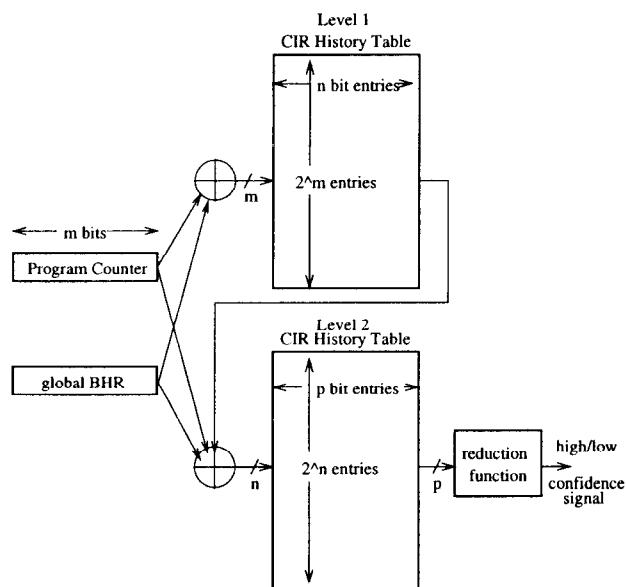 Level 1
CIR History Table
n bit entries
2^m entries
m
m bits
Program Counter
global BHR
Level 2
CIR History Table
p bit entries
2^n entries
n
p
reduction
function
high/low
confidence
signal